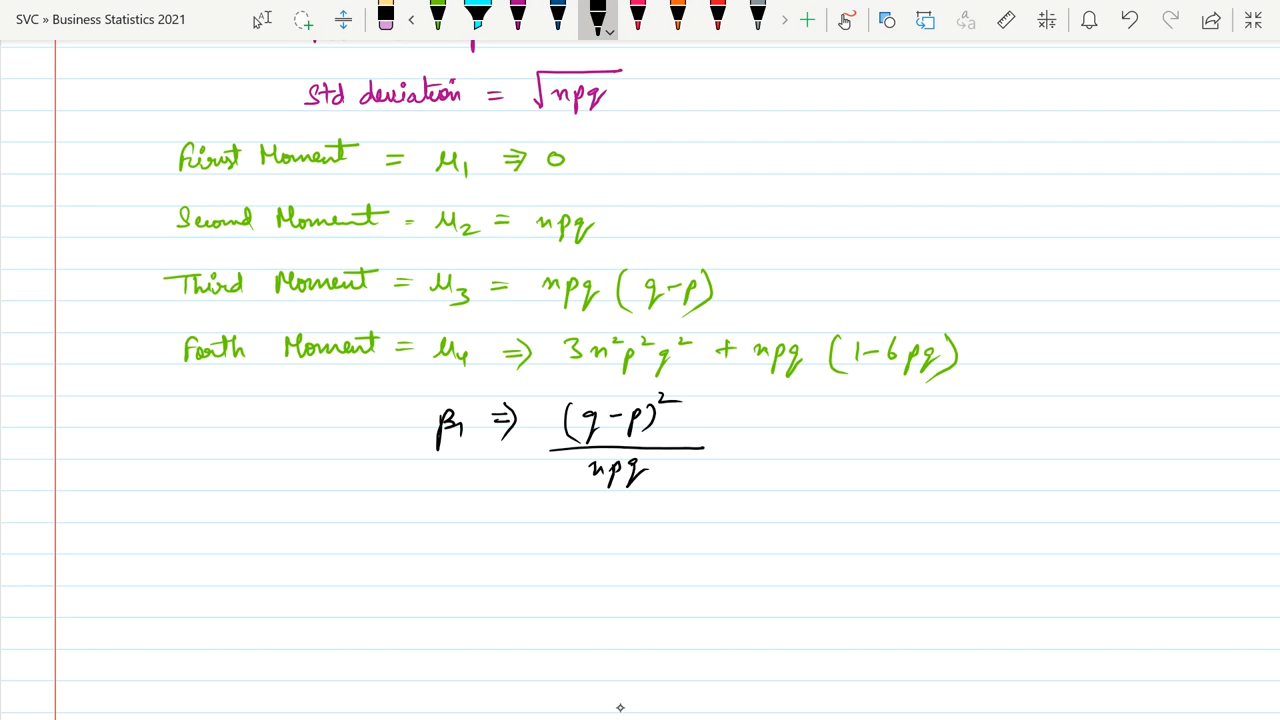 SVC » Business Statistics 2021
Std deviation = √npq
First Moment = μ₁ ⇒ 0
Second Moment = μ₂ = npq
Third Moment = μ₃ = npq (q-p)
Forth Moment = μ₄ ⇒ 3n²p²q² + npq (1-6pq)
β₁ ⇒ (q-p)²
npq